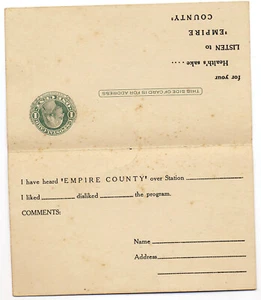 for your
Health's sake ....
LISTEN to
'EMPIRE
COUNTY'
THIS SIDE OF CARD IS FOR ADDRESS
I have heard 'EMPIRE COUNTY' over Station
I liked disliked the program.
COMMENTS:
Name
Address